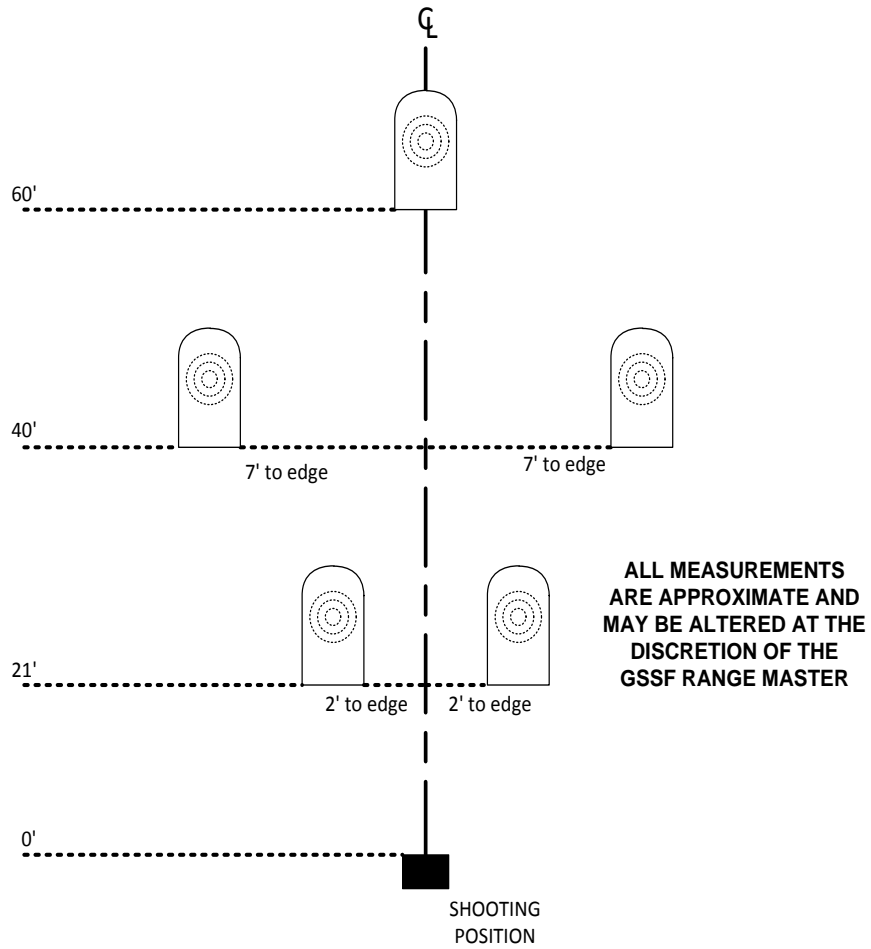 ℄
60'
40'
7' to edge
7' to edge
ALL MEASUREMENTS
ARE APPROXIMATE AND
MAY BE ALTERED AT THE
DISCRETION OF THE
GSSF RANGE MASTER
21'
2' to edge
2' to edge
0'
SHOOTING
POSITION